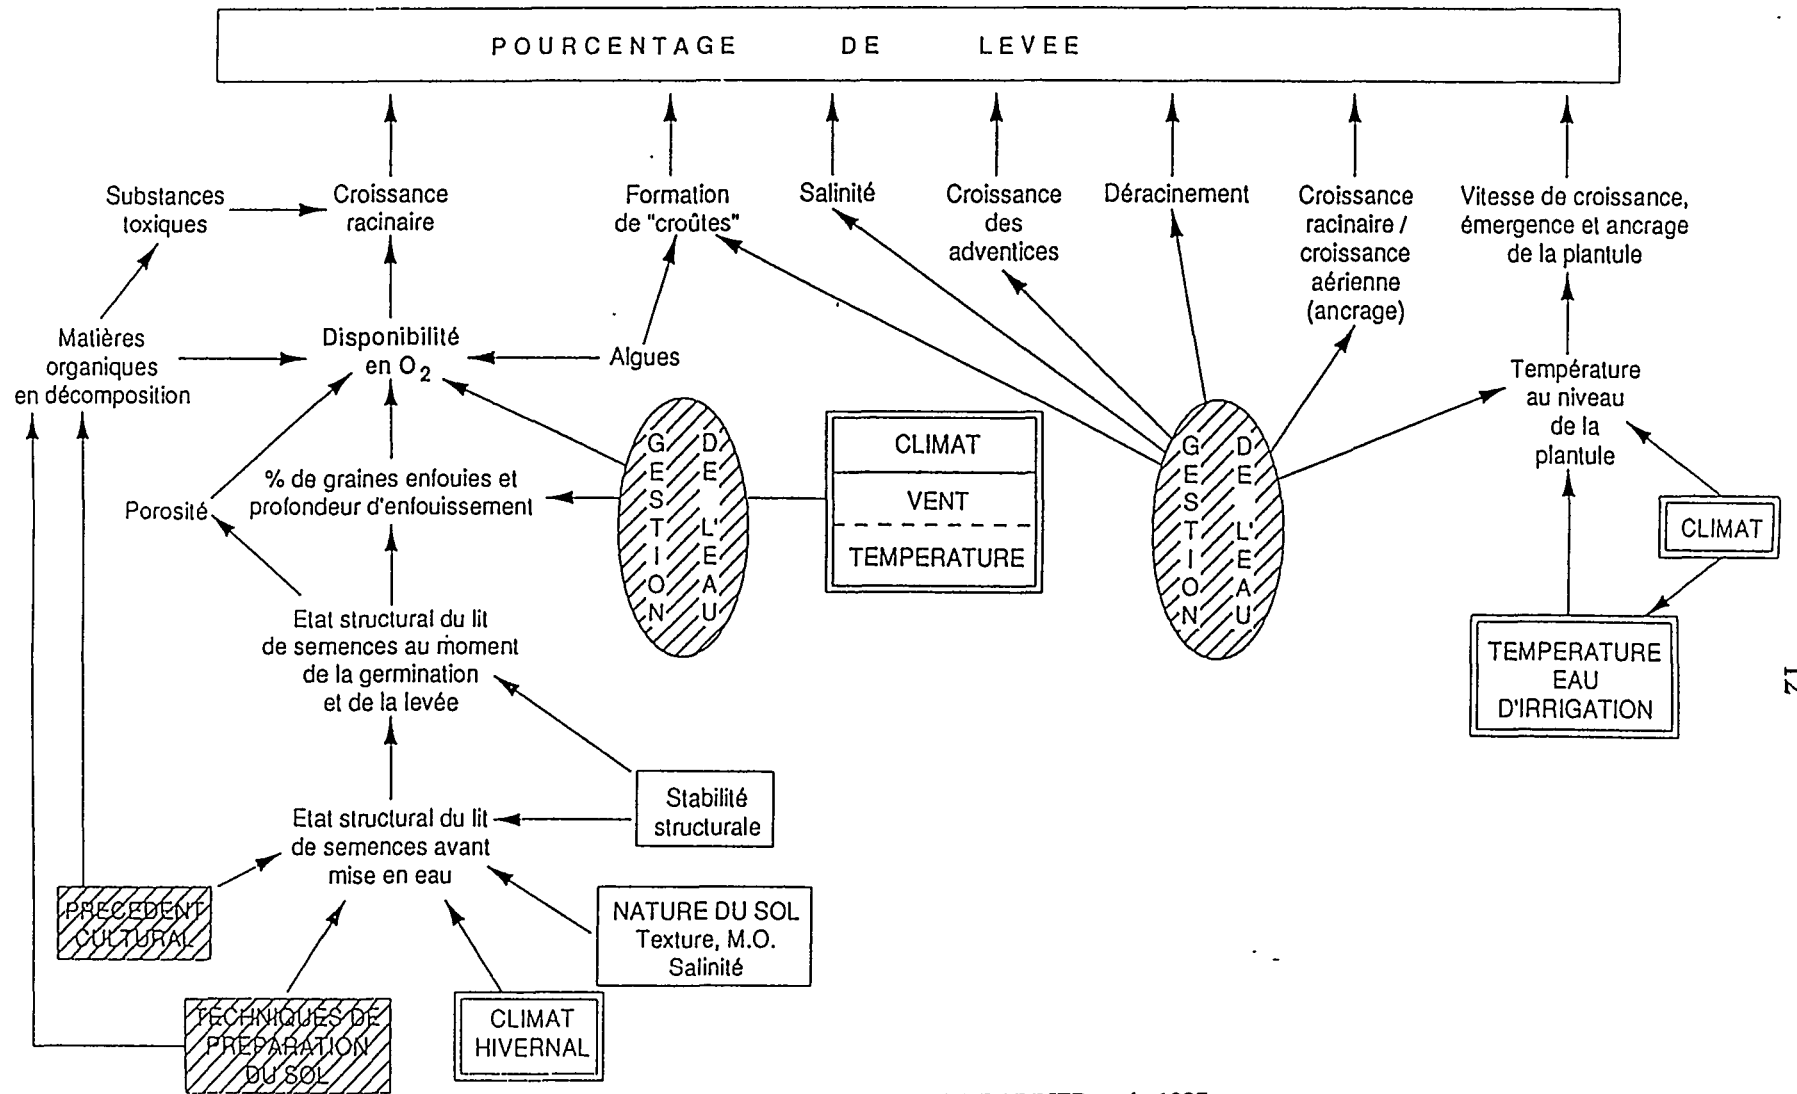 POURCENTAGE DE LEVEE
Substances
toxiques
Croissance
racinaire
Formation
de "croûtes"
Salinité
Croissance
des
adventices
Déracinement
Croissance
racinaire /
croissance
aérienne
(ancrage)
Vitesse de croissance,
émergence et ancrage
de la plantule
Matières
organiques
en décomposition
Disponibilité
en O2
Algues
Température
au niveau
de la
plantule
Porosité
% de graines enfouies et
profondeur d'enfouissement
GESTION
DE L'EAU
CLIMAT
VENT
TEMPERATURE
GESTION
DE L'EAU
CLIMAT
TEMPERATURE
EAU
D'IRRIGATION
Etat structural du lit
de semences au moment
de la germination
et de la levée
Stabilité
structurale
Etat structural du lit
de semences avant
mise en eau
PRECEDENT
CULTURAL
NATURE DU SOL
Texture, M.O.
Salinité
TECHNIQUES DE
PREPARATION
DU SOL
CLIMAT
HIVERNAL